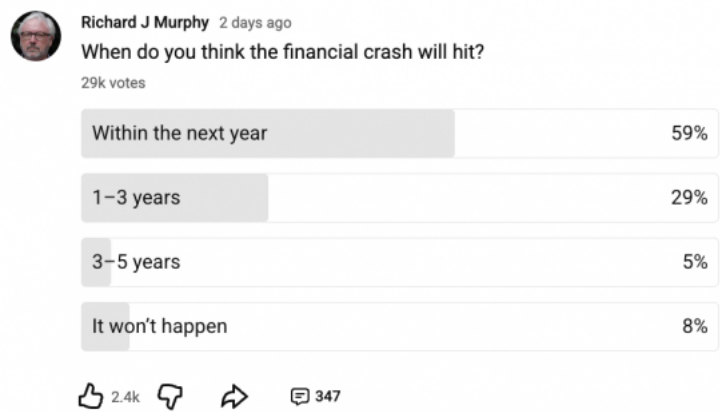 Richard J Murphy 2 days ago
When do you think the financial crash will hit?
29k votes
Within the next year 59%
1–3 years 29%
3–5 years 5%
It won't happen 8%
2.4k 347